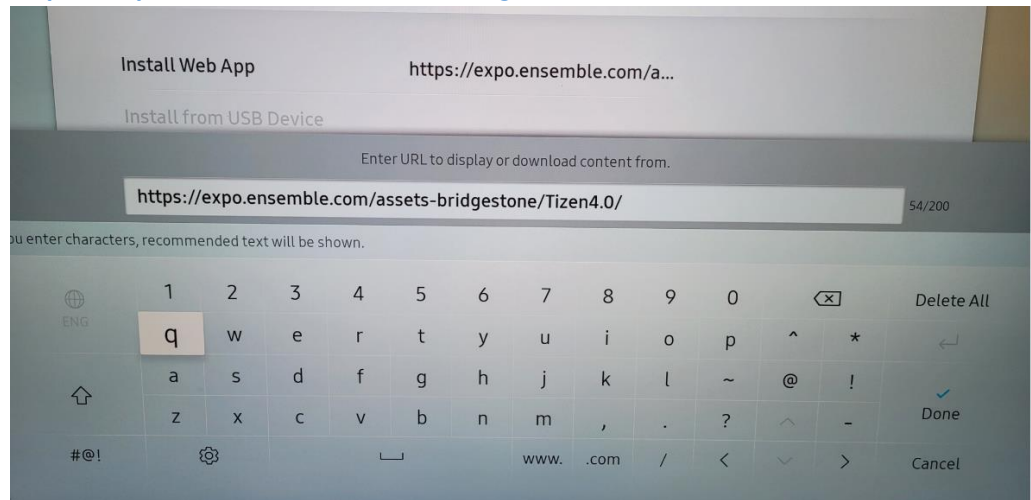 Install Web App https://expo.ensemble.com/a...
Install from USB Device
Enter URL to display or download content from.
https://expo.ensemble.com/assets-bridgestone/Tizen4.0/ 54/200
ou enter characters, recommended text will be shown.
1 2 3 4 5 6 7 8 9 0 Delete All
ENG
q w e r t y u i o p ^ *
a s d f g h j k l ~ @ !
z x c v b n m , . ? - Done
#@! www. .com / < > Cancel